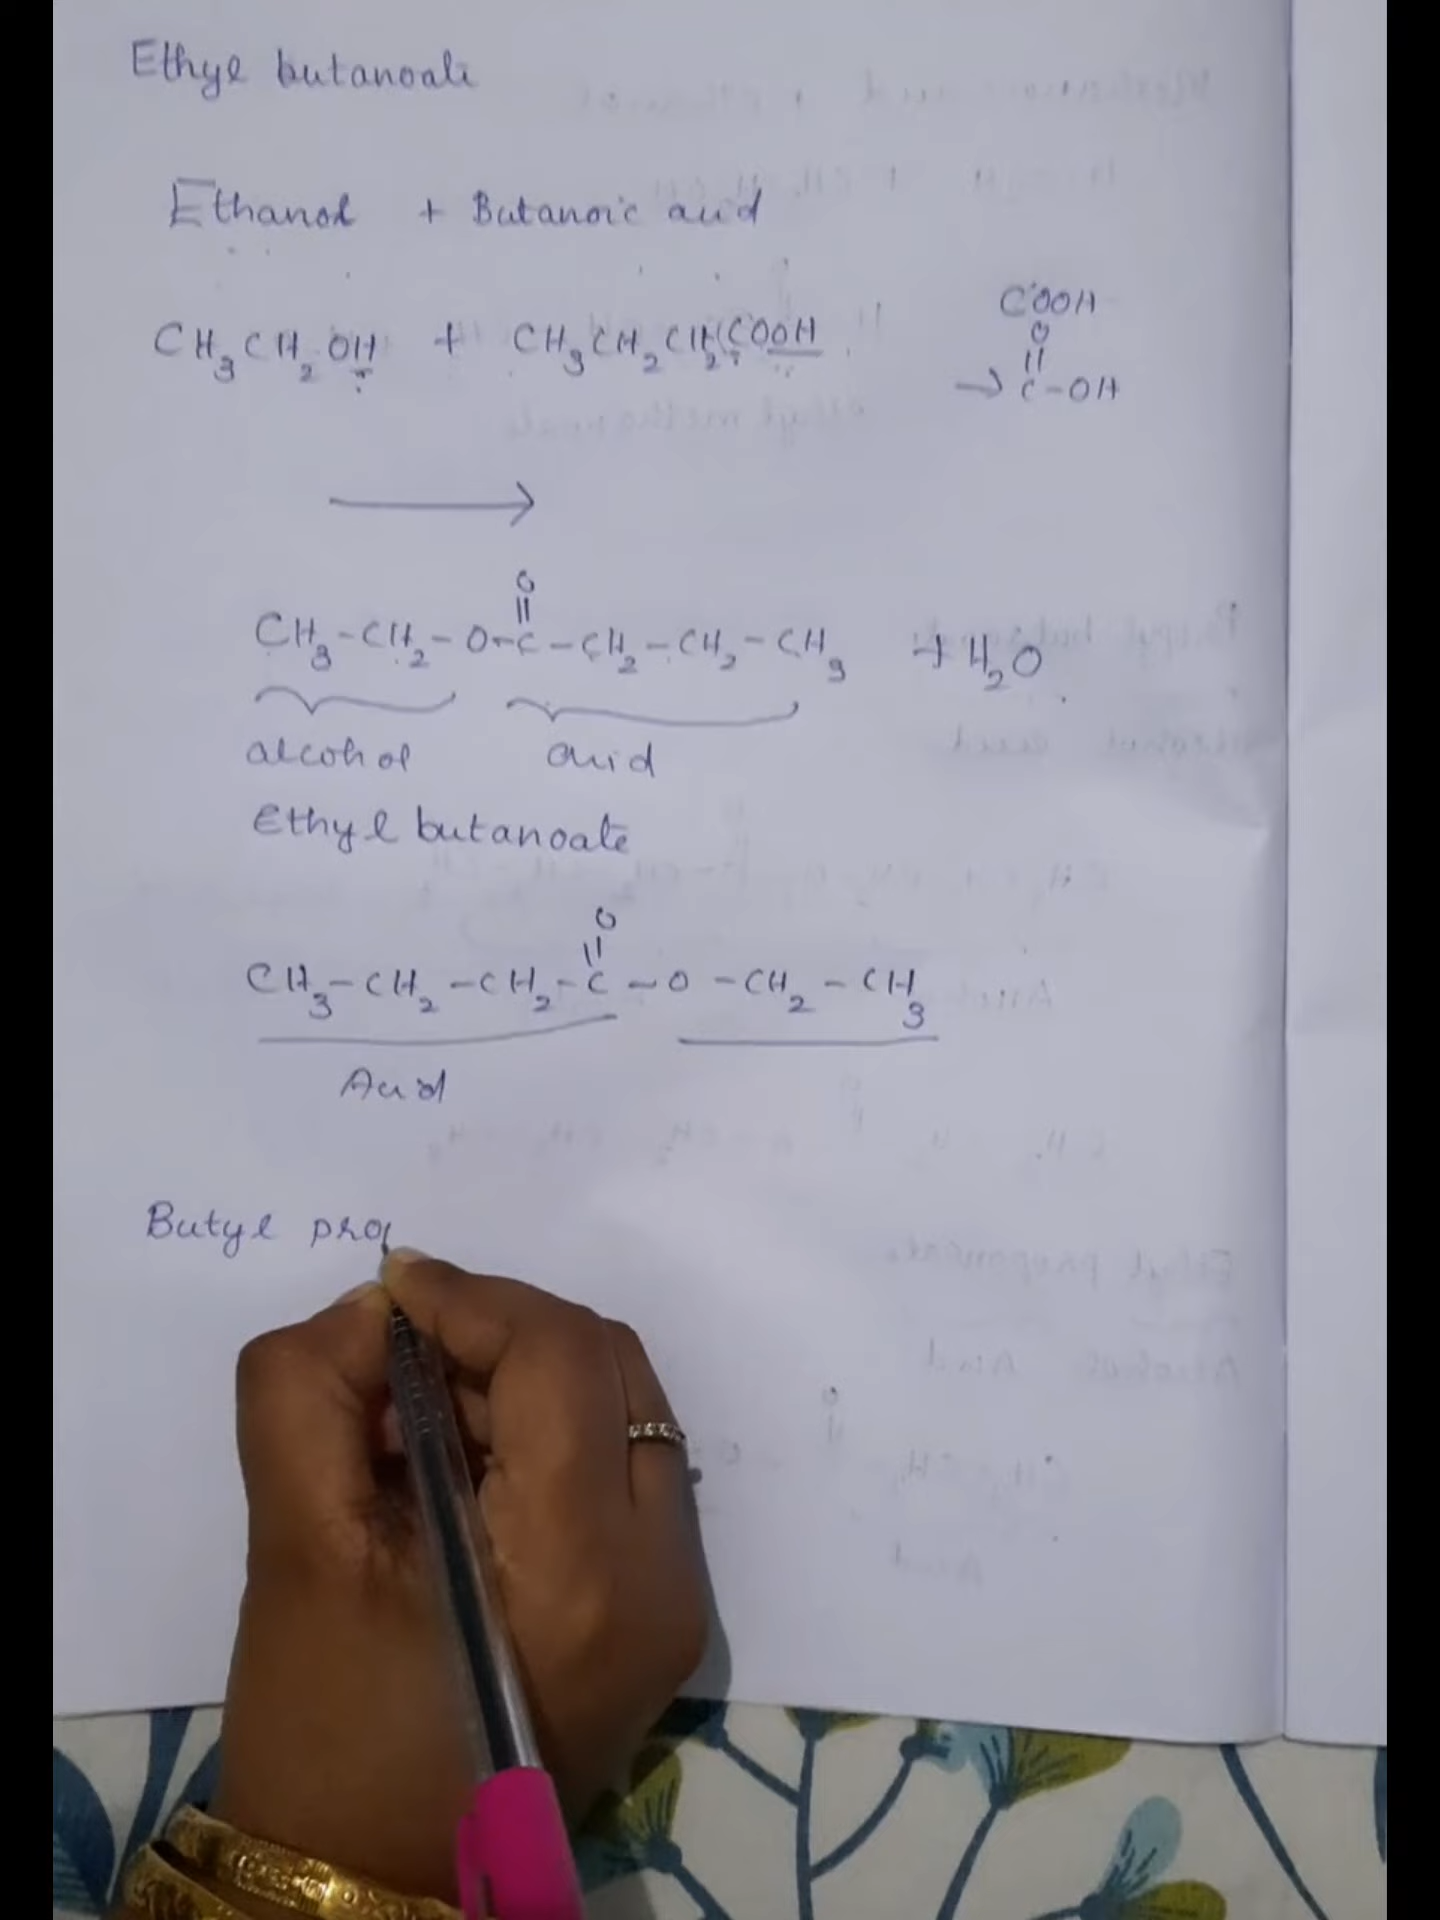 Ethyl butanoate
Ethanol + Butanoic acid
CH₃CH₂OH + CH₃CH₂CH₂COOH
COOH
O
||
→ C-OH
→
O
||
CH₃-CH₂-O-C-CH₂-CH₂-CH₃ + H₂O
alcohol acid
Ethyl butanoate
O
||
CH₃-CH₂-CH₂-C-O-CH₂-CH₃
Acid
Butyl prop